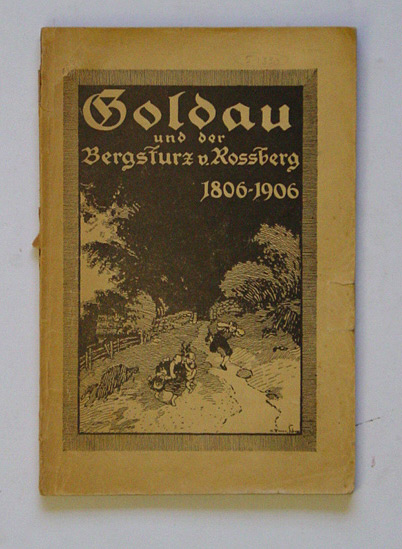 Goldau
und der
Bergsturz v. Rossberg
1806-1906